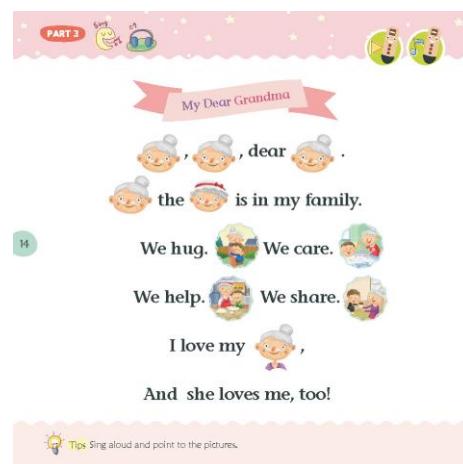 PART 3
Sing
My Dear Grandma
, , dear .
the is in my family.
We hug. We care.
We help. We share.
I love my ,
And she loves me, too!
14
Tips Sing aloud and point to the pictures.